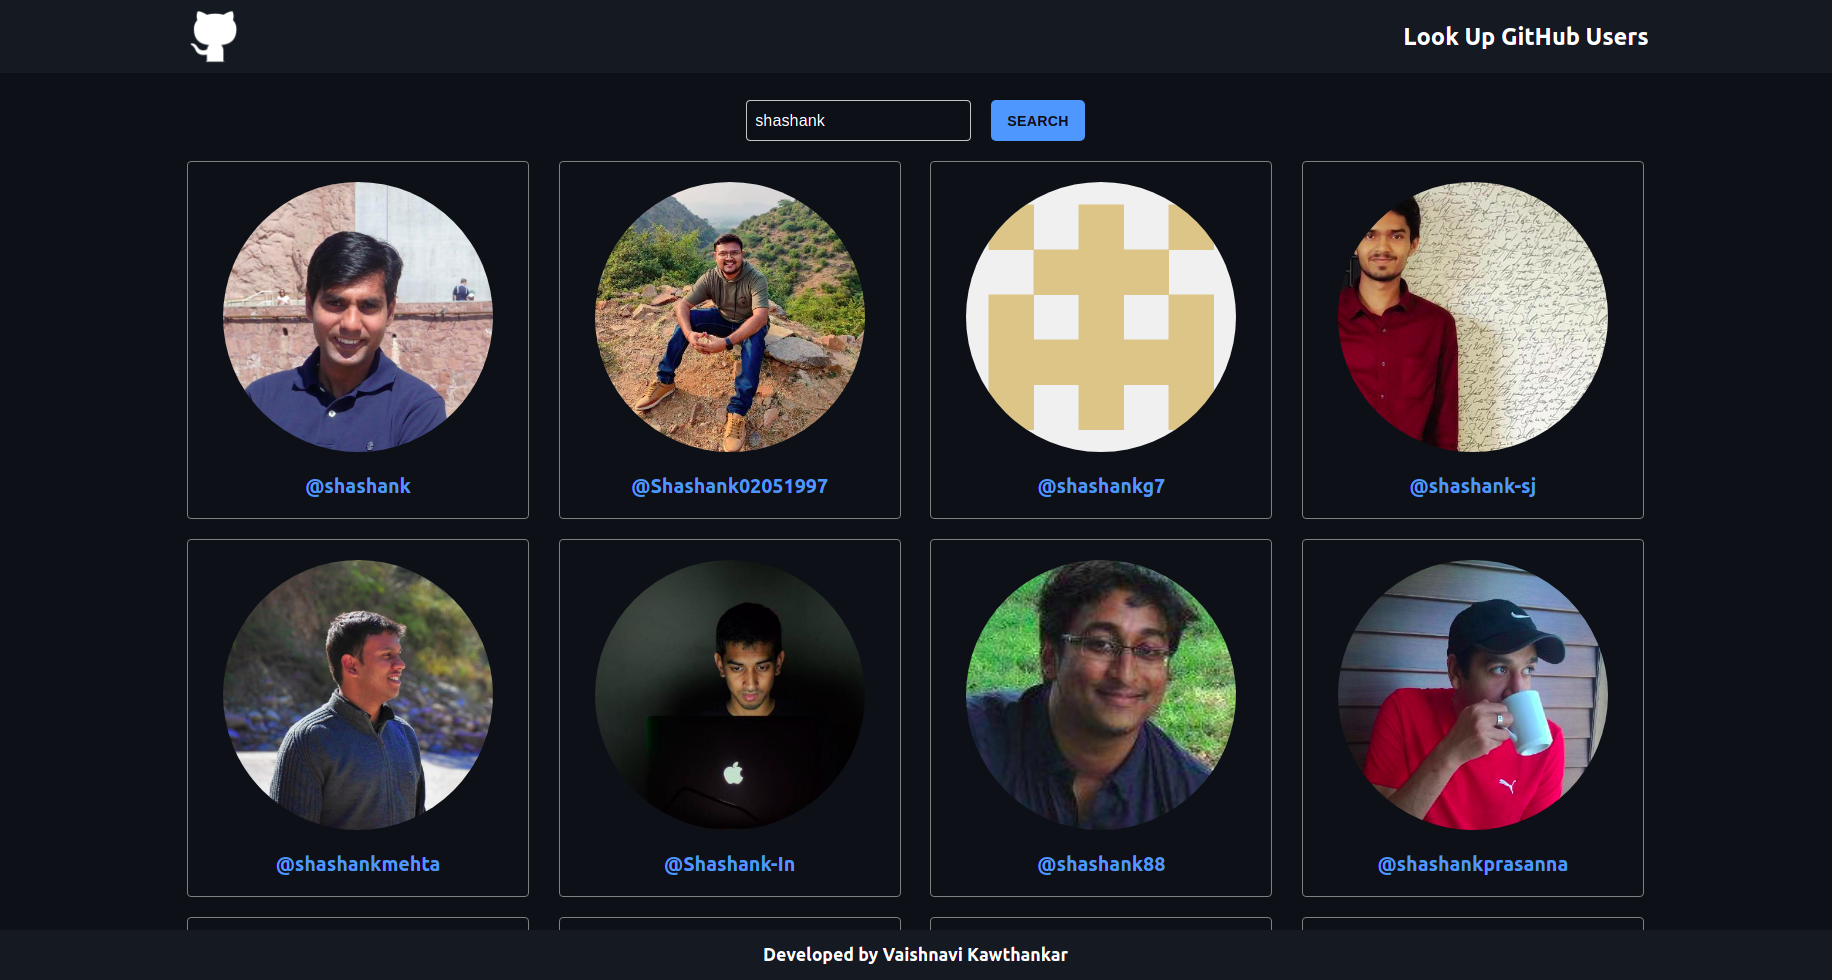 Look Up GitHub Users
shashank
SEARCH
@shashank
@Shashank02051997
@shashankg7
@shashank-sj
@shashankmehta
@Shashank-In
@shashank88
@shashankprasanna
Developed by Vaishnavi Kawthankar